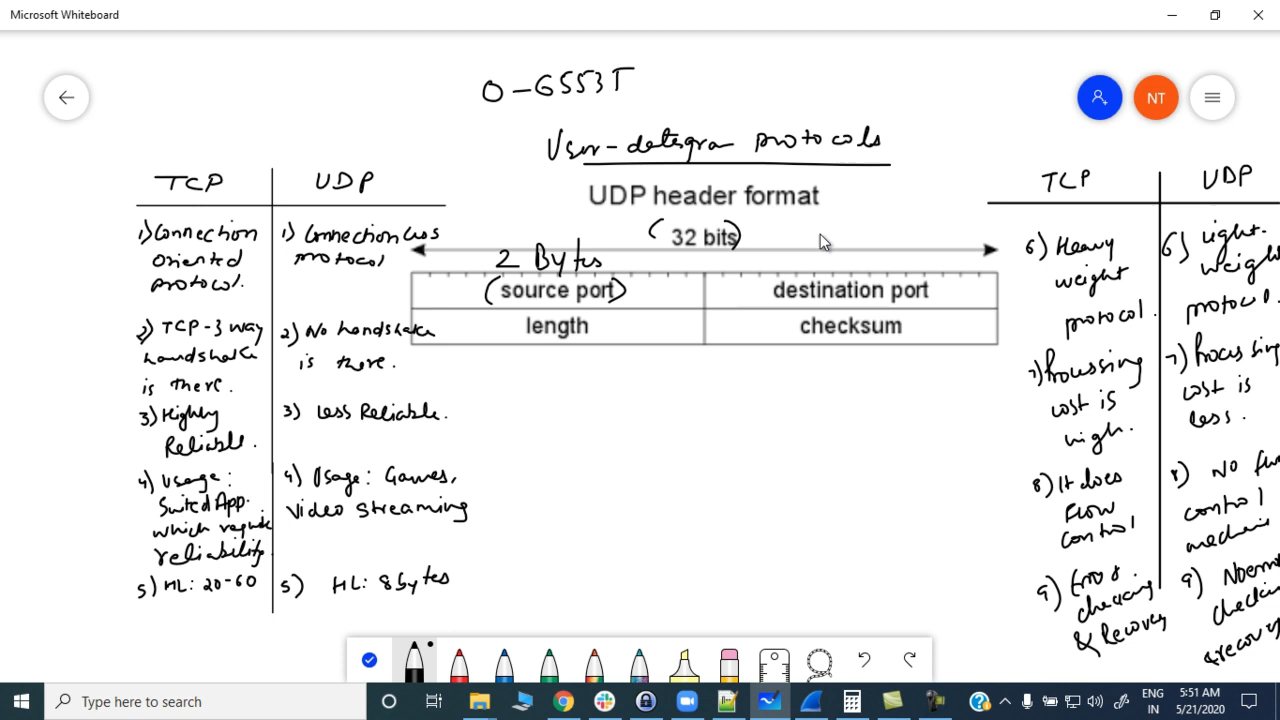 Microsoft Whiteboard
0-65535
NT
User-datagram protocols
TCP
UDP
1) Connection
oriented
protocol.
2) TCP-3 way
handshake
is there.
3) Highly
Reliable.
4) Usage:
Suited App.
which require
reliability
5) HL: 20-60
1) Connection less
protocol
2) No handshake
is there.
3) Less Reliable.
4) Usage: Games,
Video Streaming
5) HL: 8 bytes
UDP header format
(32 bits)
2 Bytes
(source port)
destination port
length
checksum
TCP
UDP
6) Heavy
weight
protocol.
7) Processing
cost is
high.
8) It does
Flow
control
9) Error
checking
& Recovery
6) Light-
weight
protocol.
7) Processing
cost is
less.
8) No
control
9)
checking
& recovery
Type here to search
ENG
IN
5:51 AM
5/21/2020